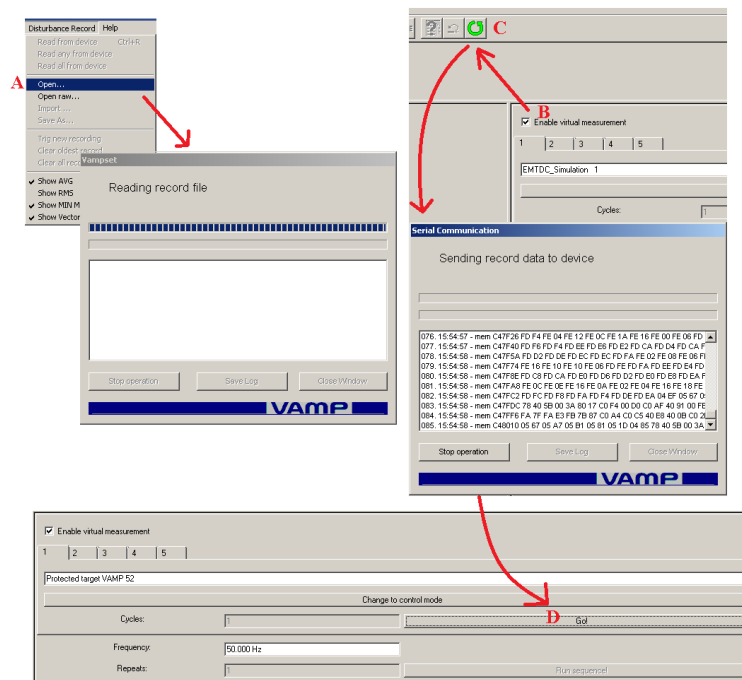 Disturbance Record Help
Read from device Ctrl+R
Read any from device
Read all from device
A
Open...
Open raw...
Import ...
Save As...
Trig new recording
Clear oldest record
Clear all
Show AVG
Show RMS
Show MIN M
Show Vector
Vampset
Reading record file
Stop operation Save Log Close Window
VAMP
C
B
Enable virtual measurement
1 2 3 4 5
EMTDC_Simulation 1
Cycles: 1
Serial Communication
Sending record data to device
076. 15:54:57 - mem C47F26 FD F4 FE 04 FE 12 FE 0C FE 1A FE 16 FE 00 FE 06 FD
077. 15:54:58 - mem C47F40 FD F6 FD F4 FD EE FD E6 FD E2 FD CA FD D4 FD CA F
078. 15:54:58 - mem C47F5A FD D2 FD DE FD EC FD EC FD FA FE 02 FE 08 FE 06 F
079. 15:54:58 - mem C47F74 FE 16 FE 10 FE 10 FE 06 FD FE FD FA FD EE FD E4 FD
080. 15:54:58 - mem C47F8E FD C8 FD CA FD E0 FD D6 FD D2 FD E0 FD E8 FD EA F
081. 15:54:58 - mem C47FA8 FE 0C FE 0E FE 16 FE 0A FE 02 FE 04 FE 16 FE 18 FE
082. 15:54:58 - mem C47FC2 FD FC FD F8 FD FA FD F4 FD DE FD EA 04 EF 05 67 0
083. 15:54:58 - mem C47FDC 78 40 5B 00 3A 80 17 C0 F4 00 D0 C0 AF 40 91 00 FE
084. 15:54:58 - mem C47FF6 FA 7F FA E3 FB 7B 87 C0 A4 C0 C5 40 E8 40 0B C0 2
085. 15:54:58 - mem C48010 05 67 05 A7 05 B1 05 81 05 1D 04 85 78 40 5B 00 3A
Stop operation Save Log Close Window
VAMP
Enable virtual measurement
1 2 3 4 5
Protected target VAMP 52
Change to control mode
Cycles: 1 D Go!
Frequency: 50.000 Hz
Repeats: 1 Run sequence!